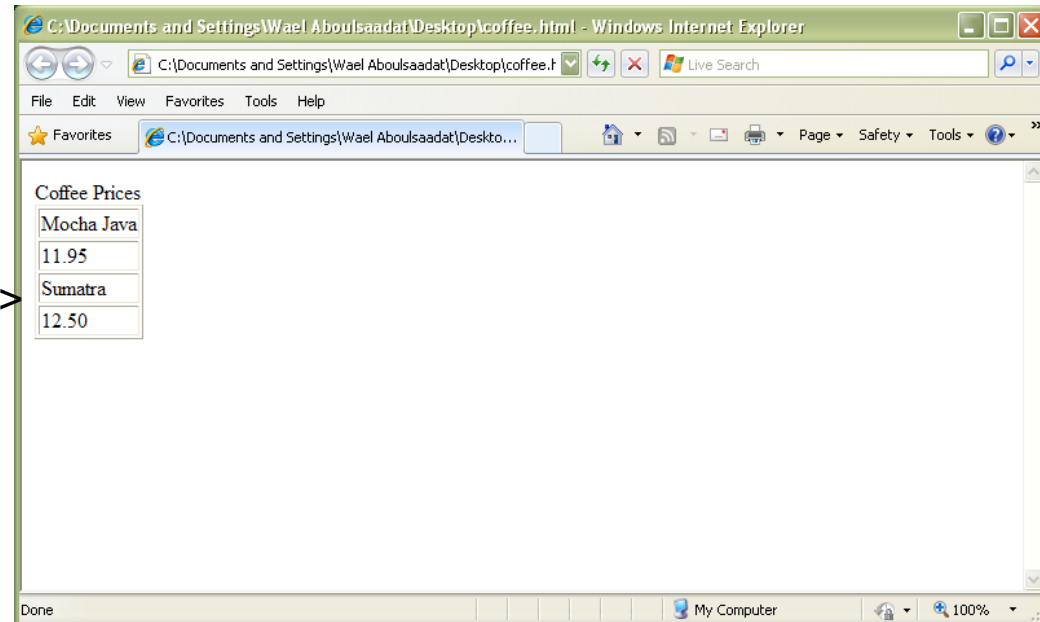 C:\Documents and Settings\Wael Aboulsaadat\Desktop\coffee.html - Windows Internet Explorer
C:\Documents and Settings\Wael Aboulsaadat\Desktop\coffee.h Live Search
File Edit View Favorites Tools Help
Favorites C:\Documents and Settings\Wael Aboulsaadat\Deskto... Page Safety Tools »
Coffee Prices
Mocha Java
11.95
Sumatra
>
12.50
Done My Computer 100%